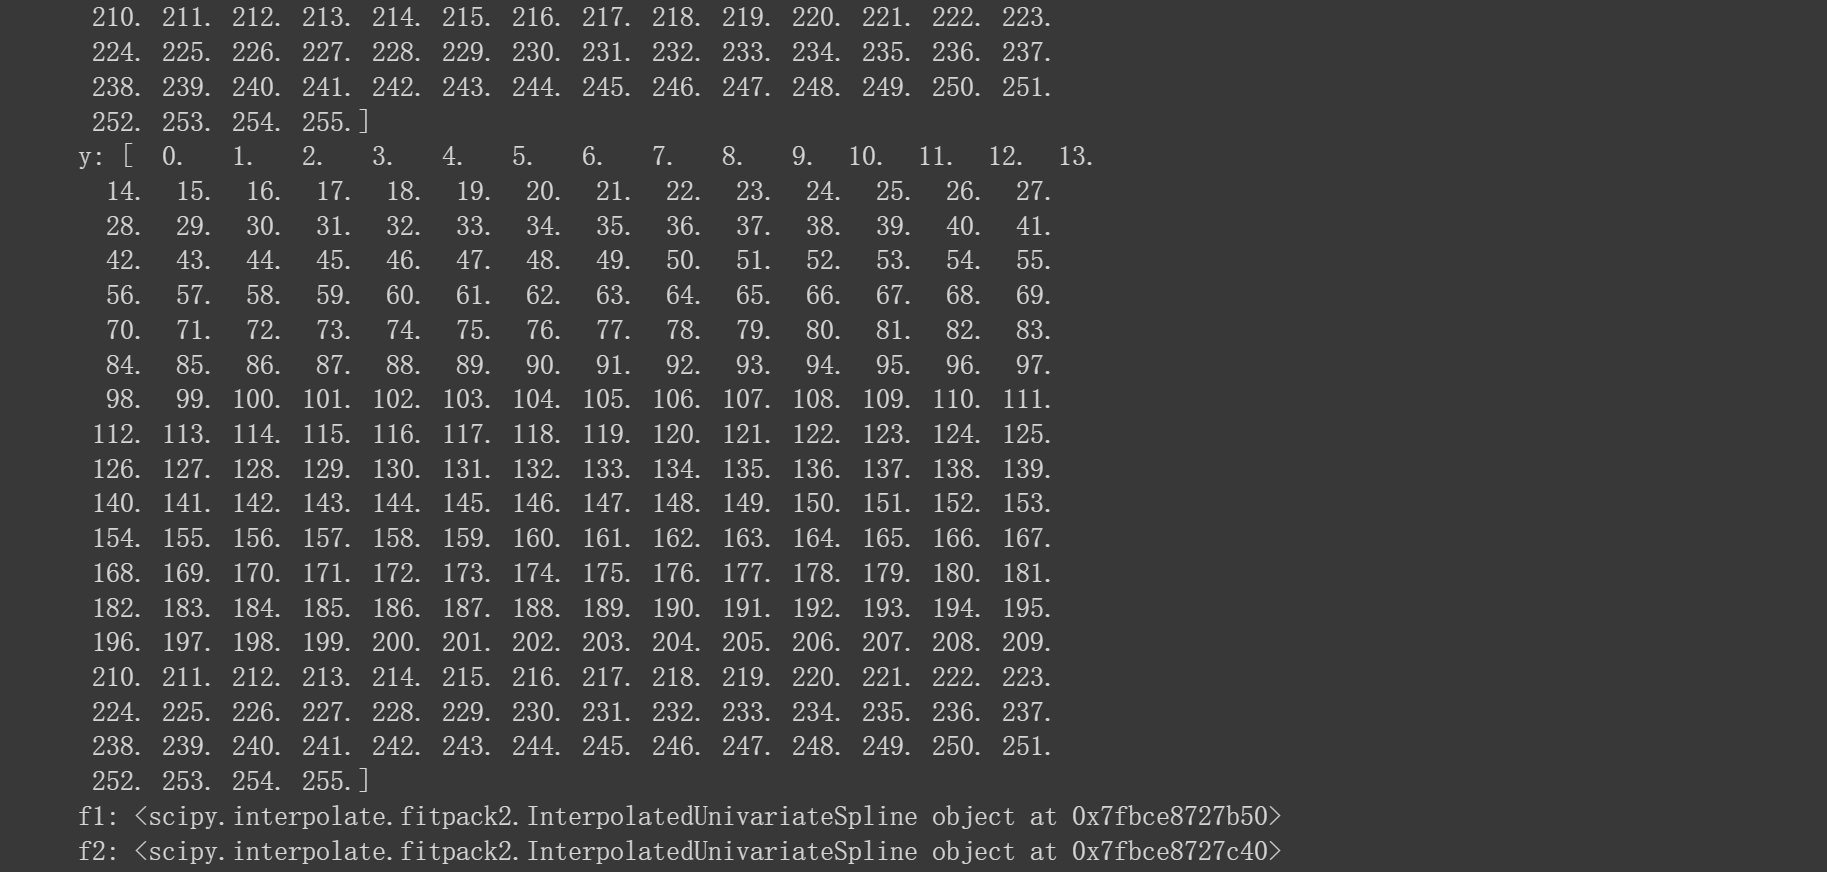 210. 211. 212. 213. 214. 215. 216. 217. 218. 219. 220. 221. 222. 223.
224. 225. 226. 227. 228. 229. 230. 231. 232. 233. 234. 235. 236. 237.
238. 239. 240. 241. 242. 243. 244. 245. 246. 247. 248. 249. 250. 251.
252. 253. 254. 255.]
y: [  0.   1.   2.   3.   4.   5.   6.   7.   8.   9.  10.  11.  12.  13.
  14.  15.  16.  17.  18.  19.  20.  21.  22.  23.  24.  25.  26.  27.
  28.  29.  30.  31.  32.  33.  34.  35.  36.  37.  38.  39.  40.  41.
  42.  43.  44.  45.  46.  47.  48.  49.  50.  51.  52.  53.  54.  55.
  56.  57.  58.  59.  60.  61.  62.  63.  64.  65.  66.  67.  68.  69.
  70.  71.  72.  73.  74.  75.  76.  77.  78.  79.  80.  81.  82.  83.
  84.  85.  86.  87.  88.  89.  90.  91.  92.  93.  94.  95.  96.  97.
  98.  99. 100. 101. 102. 103. 104. 105. 106. 107. 108. 109. 110. 111.
 112. 113. 114. 115. 116. 117. 118. 119. 120. 121. 122. 123. 124. 125.
 126. 127. 128. 129. 130. 131. 132. 133. 134. 135. 136. 137. 138. 139.
 140. 141. 142. 143. 144. 145. 146. 147. 148. 149. 150. 151. 152. 153.
 154. 155. 156. 157. 158. 159. 160. 161. 162. 163. 164. 165. 166. 167.
 168. 169. 170. 171. 172. 173. 174. 175. 176. 177. 178. 179. 180. 181.
 182. 183. 184. 185. 186. 187. 188. 189. 190. 191. 192. 193. 194. 195.
 196. 197. 198. 199. 200. 201. 202. 203. 204. 205. 206. 207. 208. 209.
 210. 211. 212. 213. 214. 215. 216. 217. 218. 219. 220. 221. 222. 223.
 224. 225. 226. 227. 228. 229. 230. 231. 232. 233. 234. 235. 236. 237.
 238. 239. 240. 241. 242. 243. 244. 245. 246. 247. 248. 249. 250. 251.
 252. 253. 254. 255.]
f1: <scipy.interpolate.fitpack2.InterpolatedUnivariateSpline object at 0x7fbce8727b50>
f2: <scipy.interpolate.fitpack2.InterpolatedUnivariateSpline object at 0x7fbce8727c40>